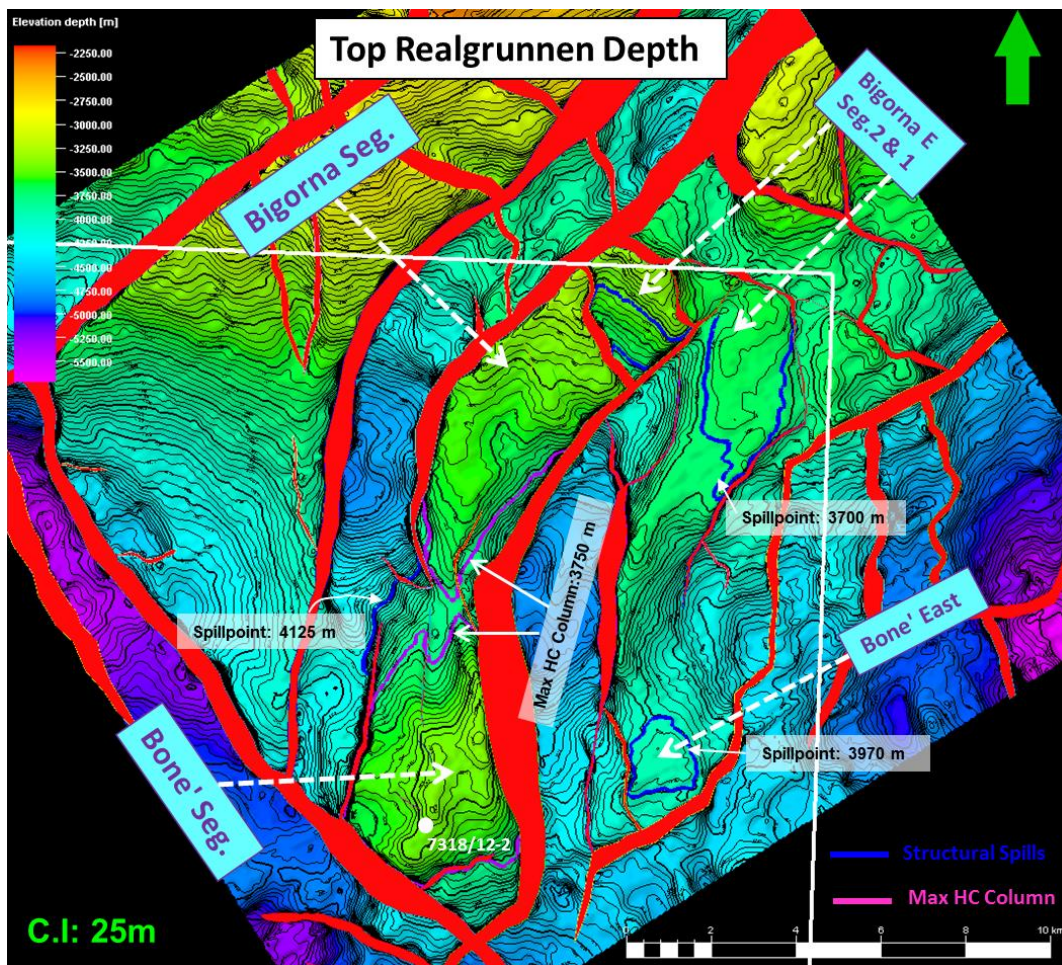 Elevation depth [m]
Top Realgrunnen Depth
-2250.00
-2500.00
-2750.00
-3000.00
-3250.00
-3500.00
-3750.00
-4000.00
-4250.00
-4500.00
-4750.00
-5000.00
-5250.00
-5500.00
Bigorna Seg.
Bigorna E
Seg.2 & 1
Spillpoint: 3700 m
Max HC Column:3750 m
Spillpoint: 4125 m
Bone' East
Spillpoint: 3970 m
Bone' Seg.
7318/12-2
Structural Spills
Max HC Column
C.I: 25m
0 2 4 6 8 10 km